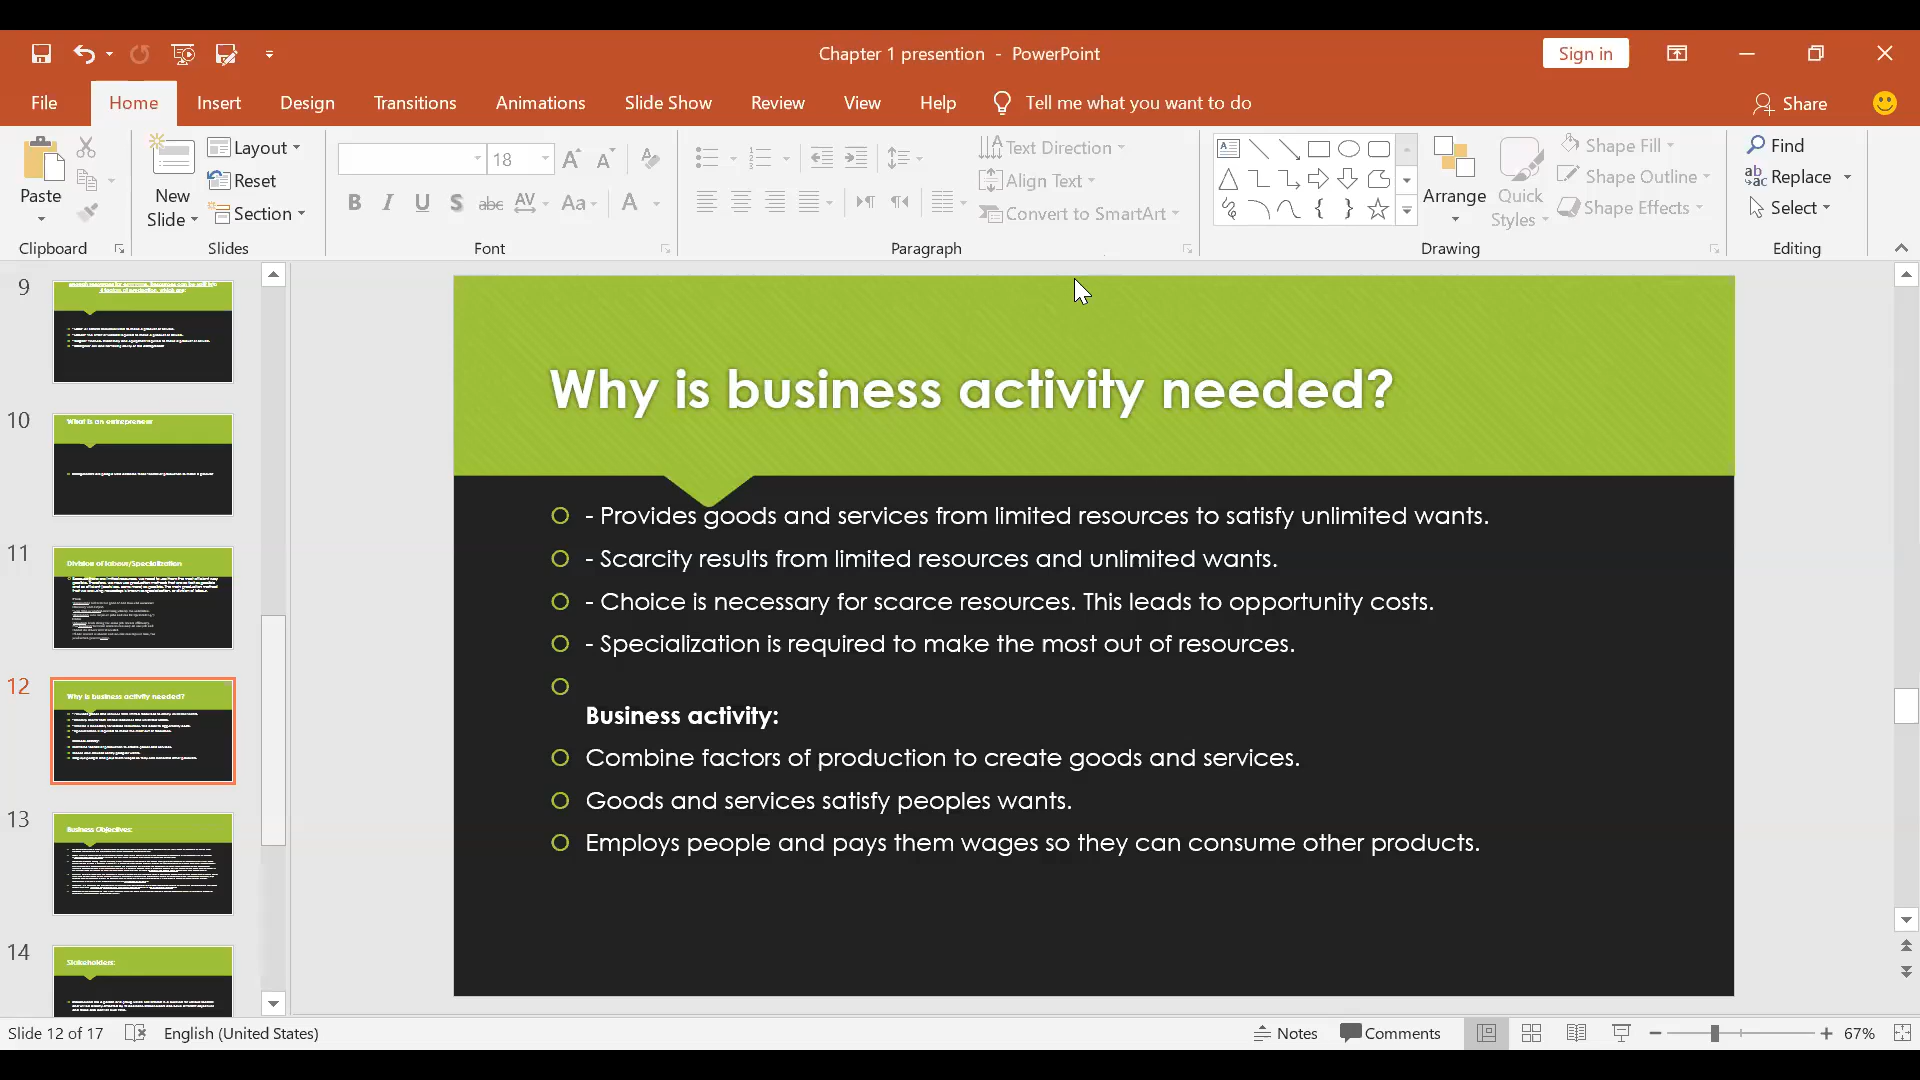 Chapter 1 presention - PowerPoint
Sign in
File Home Insert Design Transitions Animations Slide Show Review View Help Tell me what you want to do Share
Paste
Clipboard
New Slide
Layout
Reset
Section
Slides
18
B I U S abc AV Aa A
Font
Text Direction
Align Text
Convert to SmartArt
Paragraph
Arrange
Quick Styles
Shape Fill
Shape Outline
Shape Effects
Drawing
Find
Replace
Select
Editing
9
10
What is an entrepreneur
11
Division of labour/Specialization
12
Why is business activity needed?
13
Business Objectives:
14
Stakeholders:
Why is business activity needed?
- Provides goods and services from limited resources to satisfy unlimited wants.
- Scarcity results from limited resources and unlimited wants.
- Choice is necessary for scarce resources. This leads to opportunity costs.
- Specialization is required to make the most out of resources.
Business activity:
Combine factors of production to create goods and services.
Goods and services satisfy peoples wants.
Employs people and pays them wages so they can consume other products.
Slide 12 of 17 English (United States) Notes Comments 67%